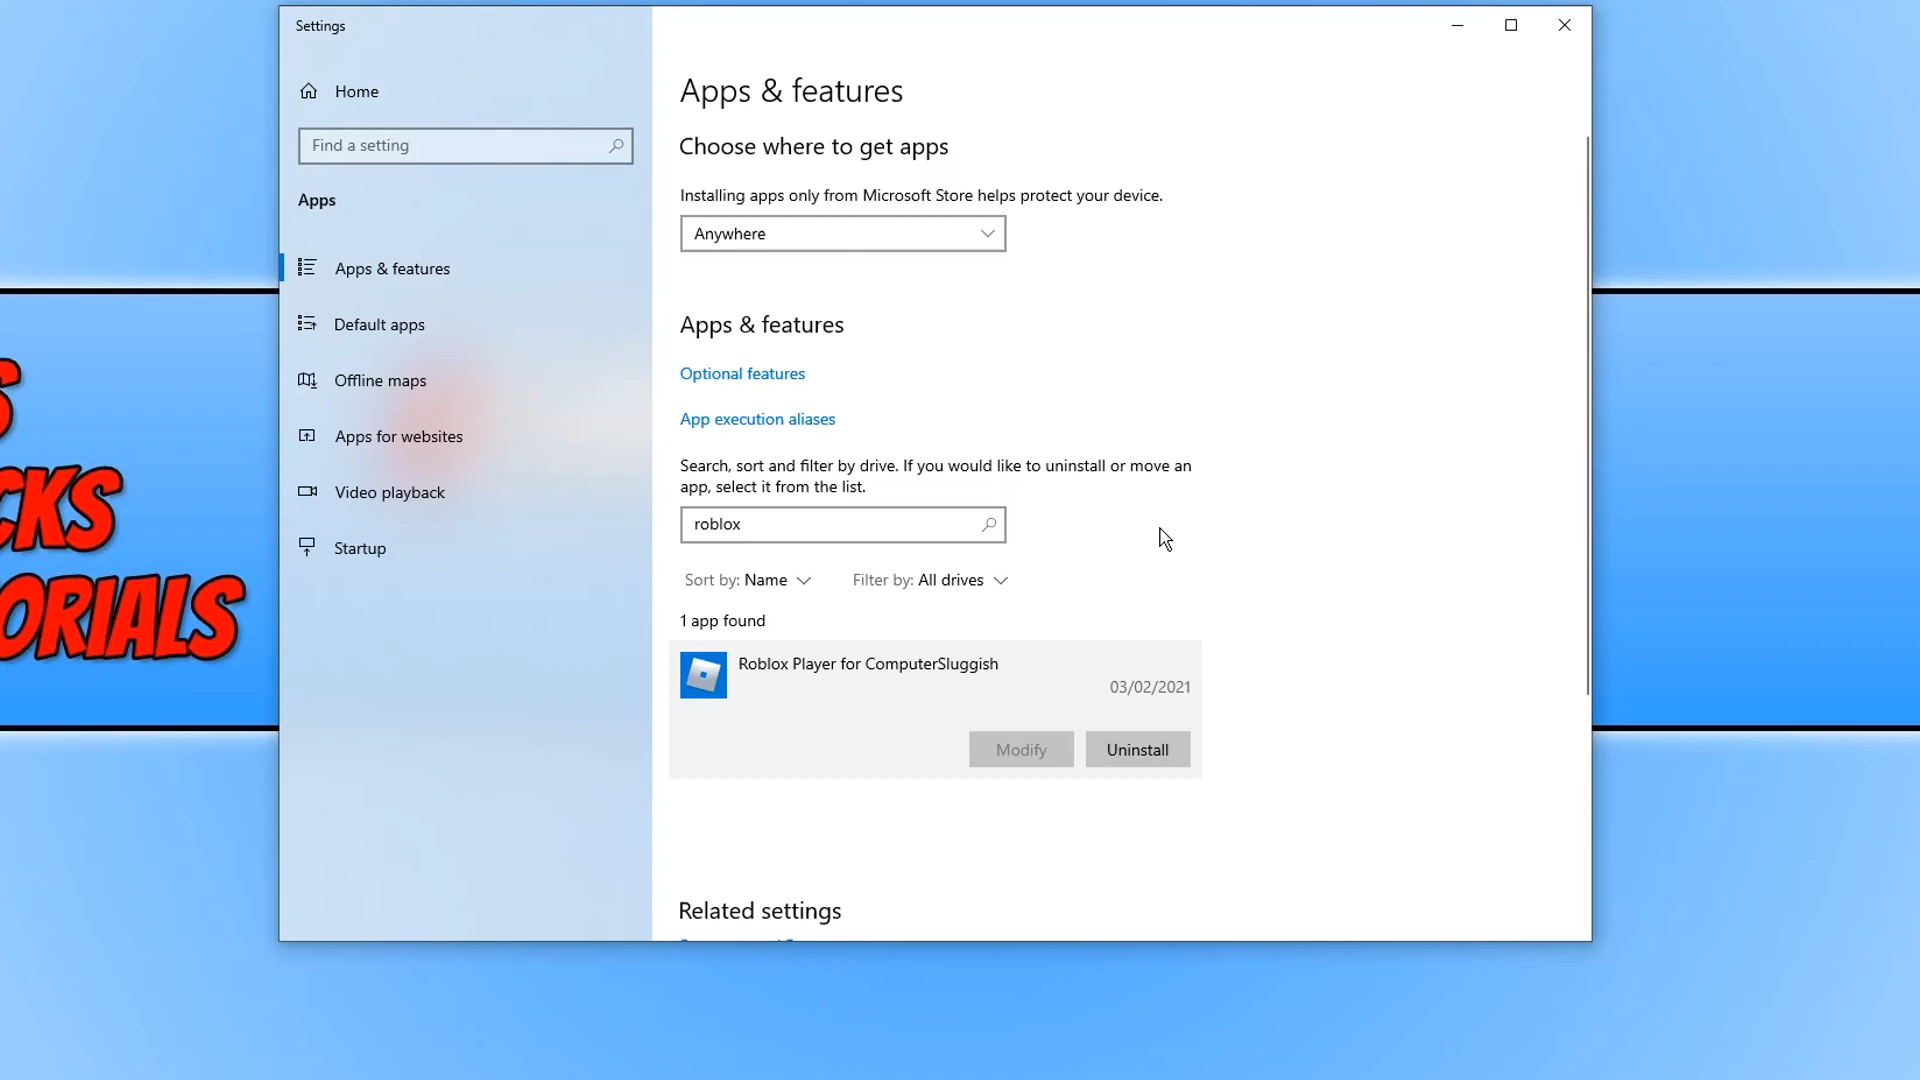 Settings
Home
Find a setting
Apps
Apps & features
Default apps
Offline maps
Apps for websites
Video playback
Startup
Apps & features
Choose where to get apps
Installing apps only from Microsoft Store helps protect your device.
Anywhere
Apps & features
Optional features
App execution aliases
Search, sort and filter by drive. If you would like to uninstall or move an
app, select it from the list.
roblox
Sort by: Name Filter by: All drives
1 app found
Roblox Player for ComputerSluggish
03/02/2021
Modify Uninstall
Related settings
S
CKS
ORIALS